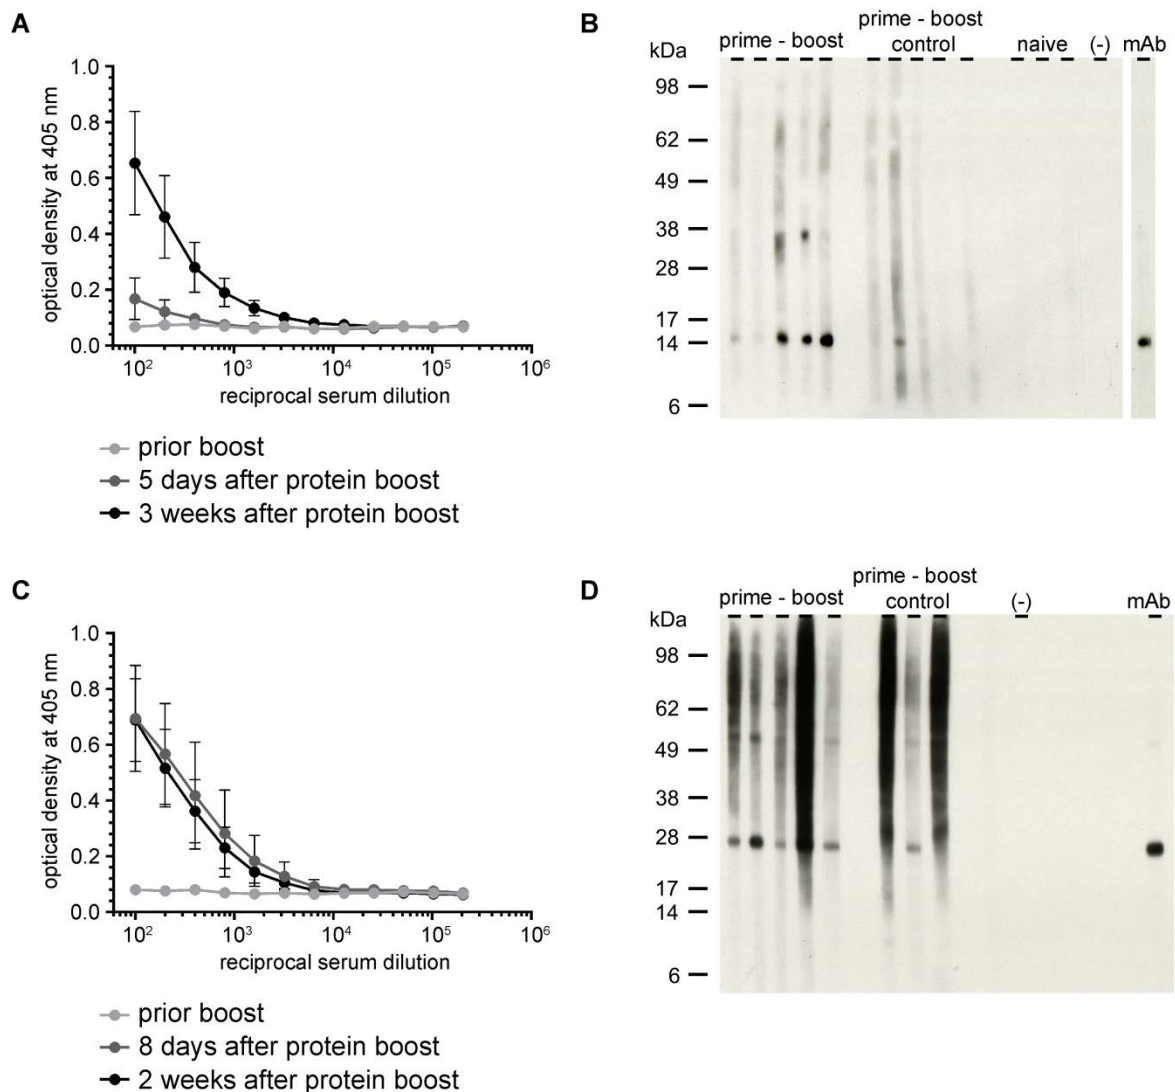 A
optical density at 405 nm
1.0
0.8
0.6
0.4
0.2
0.0
10² 10³ 10⁴ 10⁵ 10⁶
reciprocal serum dilution
prior boost
5 days after protein boost
3 weeks after protein boost
B
prime - boost
kDa prime - boost control naive (-) mAb
98
62
49
38
28
17
14
6
C
optical density at 405 nm
1.0
0.8
0.6
0.4
0.2
0.0
10² 10³ 10⁴ 10⁵ 10⁶
reciprocal serum dilution
prior boost
8 days after protein boost
2 weeks after protein boost
D
prime - boost
kDa prime - boost control (-) mAb
98
62
49
38
28
17
14
6